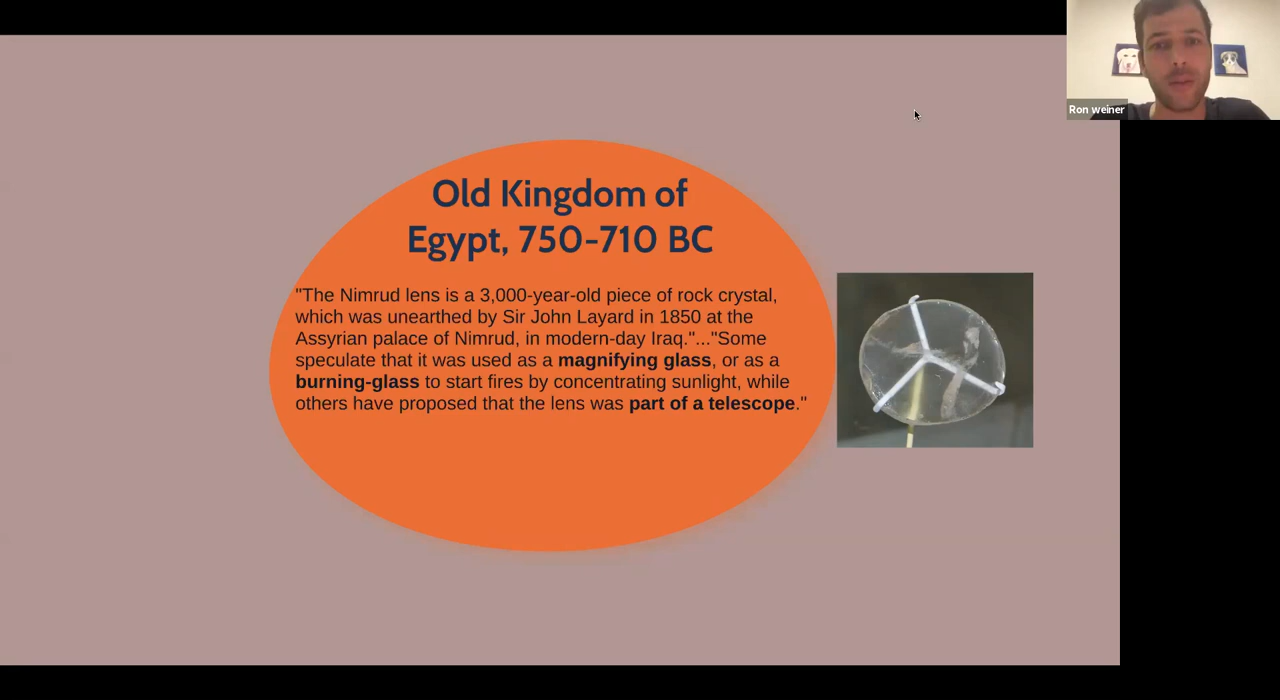 Ron weiner
Old Kingdom of
Egypt, 750-710 BC
"The Nimrud lens is a 3,000-year-old piece of rock crystal,
which was unearthed by Sir John Layard in 1850 at the
Assyrian palace of Nimrud, in modern-day Iraq."..."Some
speculate that it was used as a magnifying glass, or as a
burning-glass to start fires by concentrating sunlight, while
others have proposed that the lens was part of a telescope."